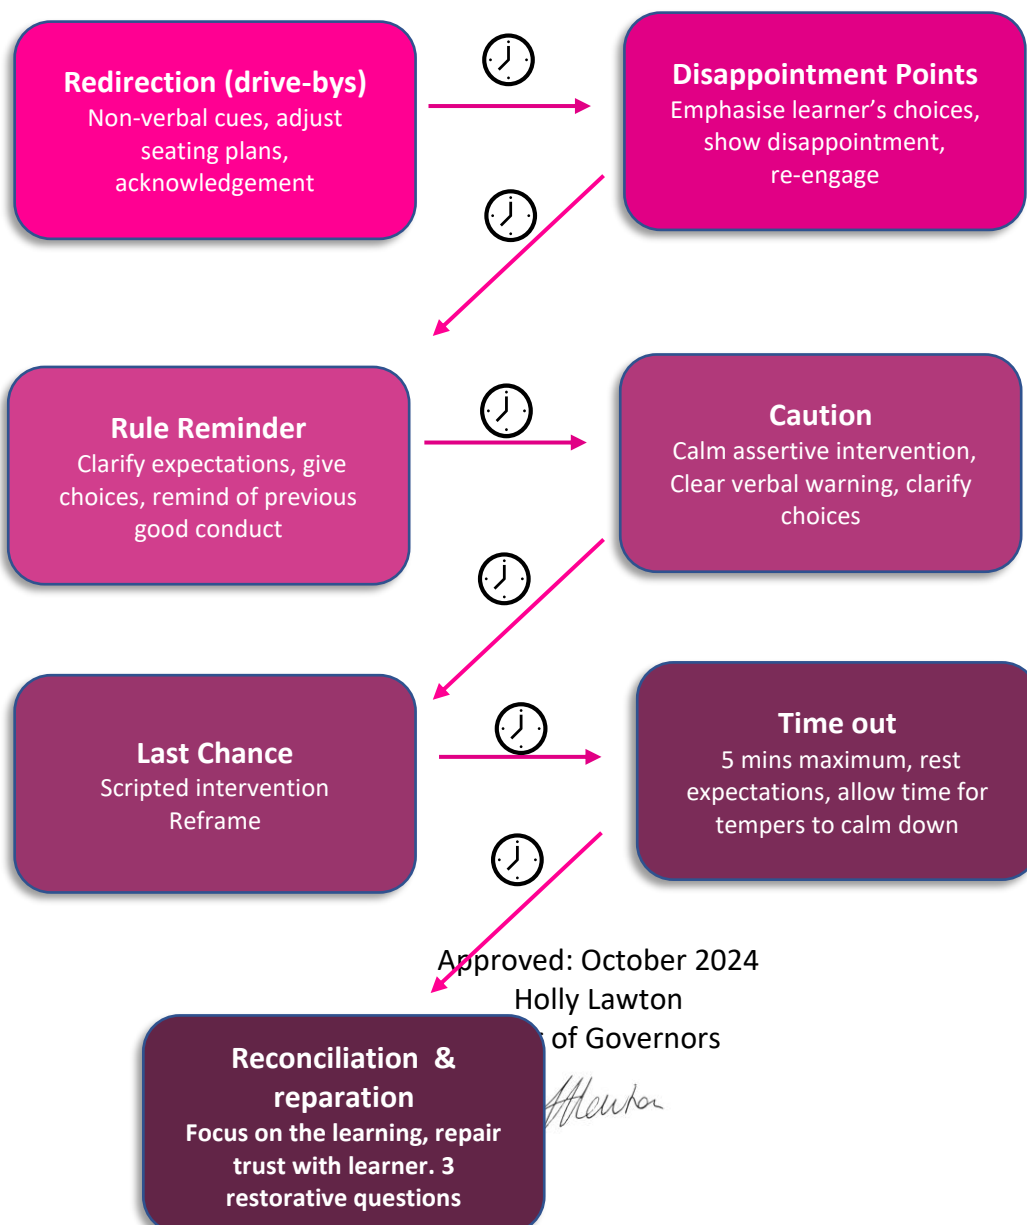 Redirection (drive-bys)
Non-verbal cues, adjust
seating plans,
acknowledgement
Disappointment Points
Emphasise learner’s choices,
show disappointment,
re-engage
Rule Reminder
Clarify expectations, give
choices, remind of previous
good conduct
Caution
Calm assertive intervention,
Clear verbal warning, clarify
choices
Last Chance
Scripted intervention
Reframe
Time out
5 mins maximum, rest
expectations, allow time for
tempers to calm down
Approved: October 2024
Holly Lawton
of Governors
Reconciliation &
reparation
Focus on the learning, repair
trust with learner. 3
restorative questions